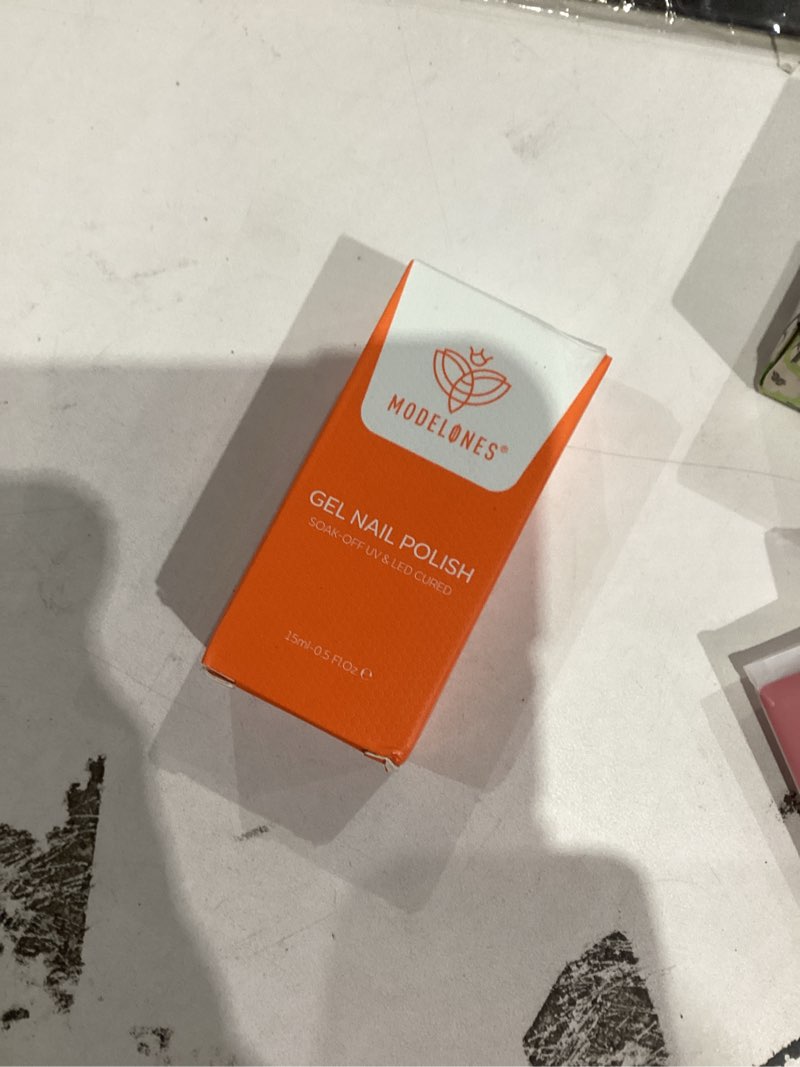 MODELONES®
GEL NAIL POLISH
SOAK-OFF UV & LED CURED
15ml-0.5 Fl.Oz ℮